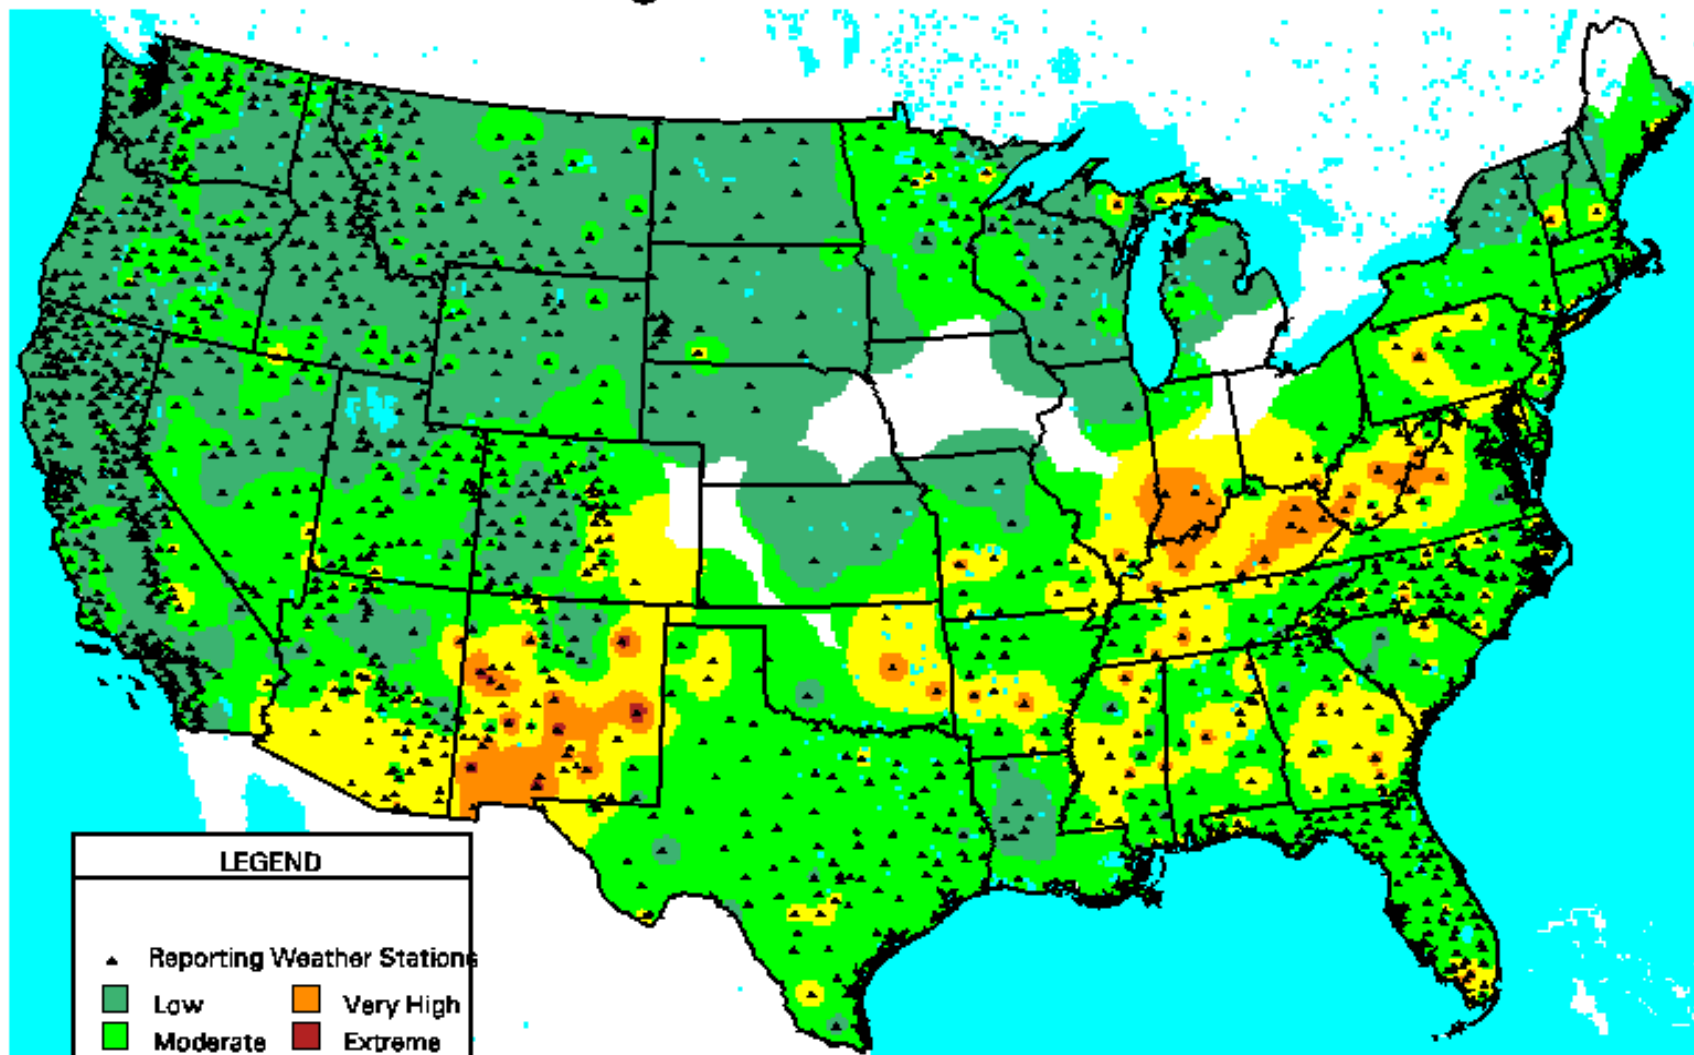 LEGEND
Reporting Weather Stations
Low
Very High
Moderate
Extreme